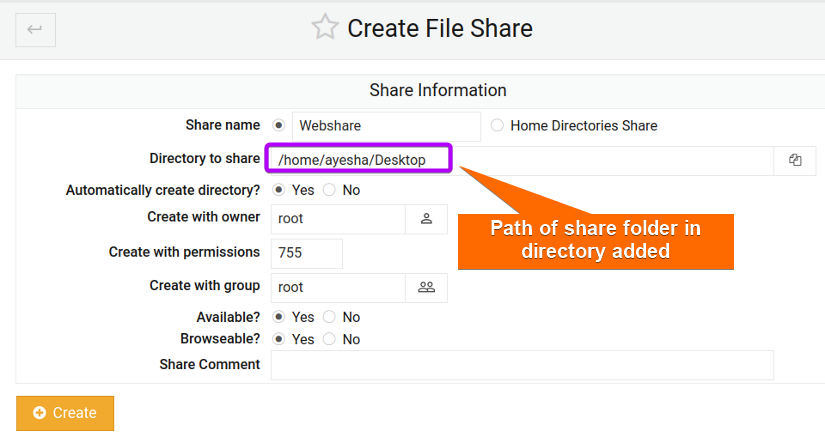 Create File Share
Share Information
Share name Webshare Home Directories Share
Directory to share /home/ayesha/Desktop
Automatically create directory? Yes No
Create with owner root
Path of share folder in
directory added
Create with permissions 755
Create with group root
Available? Yes No
Browseable? Yes No
Share Comment
Create